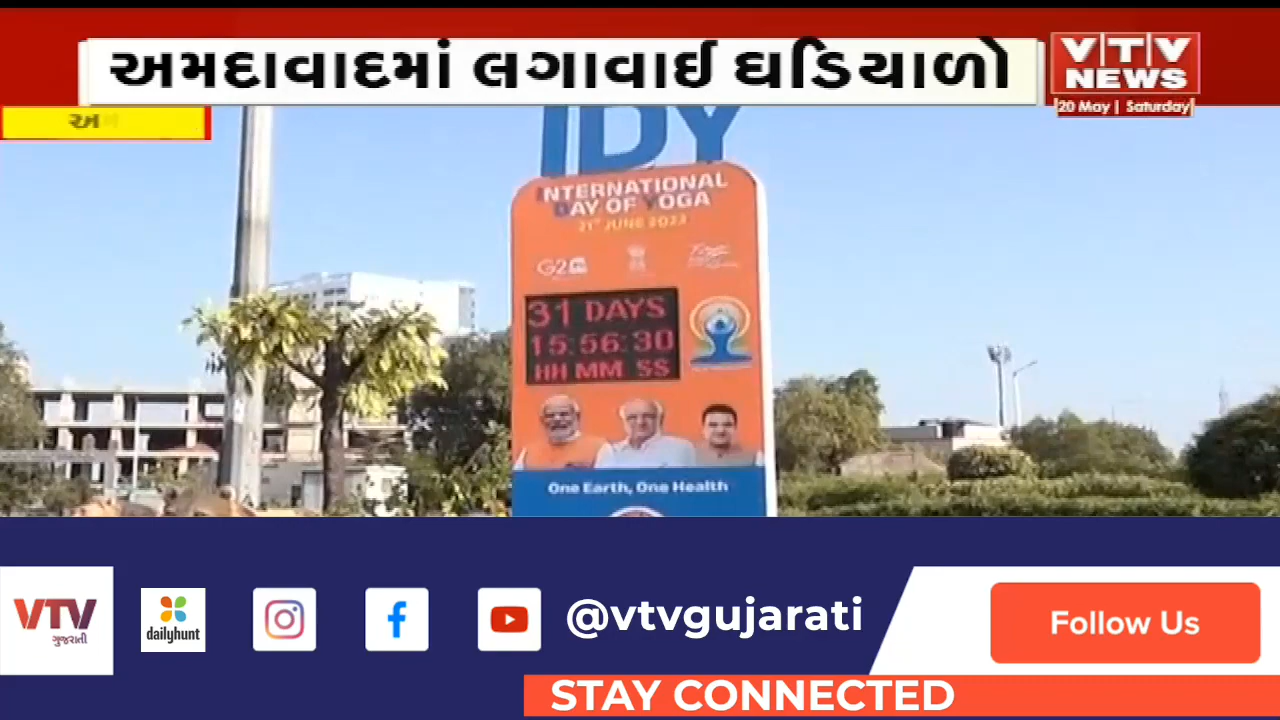 અમદાવાદમાં લગાવાઈ ઘડિયાળો
VTV
NEWS
20 May | Saturday
અમ
IDY
INTERNATIONAL
DAY OF YOGA
21st JUNE 2023
G20
31 DAYS
15:56:30
HH MM SS
One Earth, One Health
VTV
ગુજરાતી
dailyhunt
@vtvgujarati
Follow Us
STAY CONNECTED